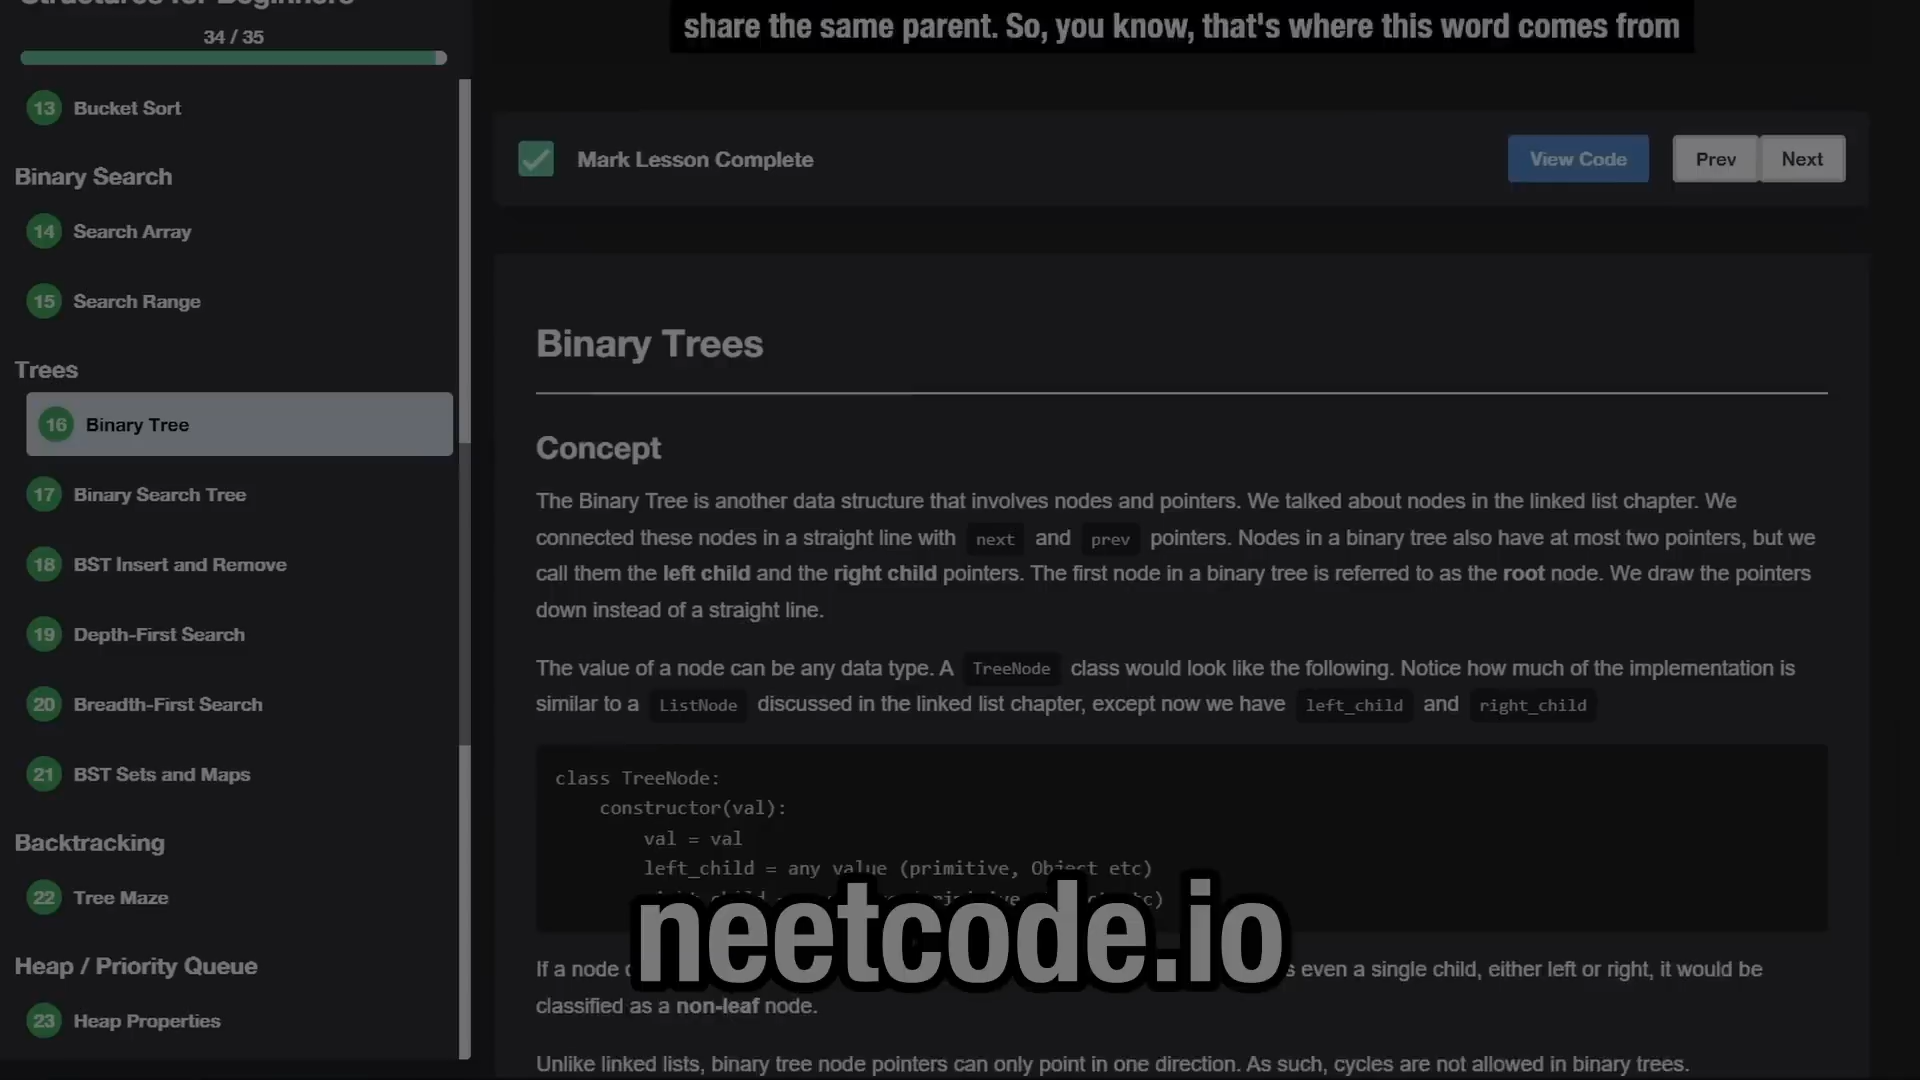 Structures for Beginners
34 / 35
13 Bucket Sort
Binary Search
14 Search Array
15 Search Range
Trees
16 Binary Tree
17 Binary Search Tree
18 BST Insert and Remove
19 Depth-First Search
20 Breadth-First Search
21 BST Sets and Maps
Backtracking
22 Tree Maze
Heap / Priority Queue
23 Heap Properties
share the same parent. So, you know, that's where this word comes from
Mark Lesson Complete
View Code
Prev
Next
Binary Trees
Concept
The Binary Tree is another data structure that involves nodes and pointers. We talked about nodes in the linked list chapter. We
connected these nodes in a straight line with next and prev pointers. Nodes in a binary tree also have at most two pointers, but we
call them the left child and the right child pointers. The first node in a binary tree is referred to as the root node. We draw the pointers
down instead of a straight line.
The value of a node can be any data type. A TreeNode class would look like the following. Notice how much of the implementation is
similar to a ListNode discussed in the linked list chapter, except now we have left_child and right_child
class TreeNode:
constructor(val):
val = val
left_child = any value (primitive, Object etc)
neetcode.io
If a node
even a single child, either left or right, it would be
classified as a non-leaf node.
Unlike linked lists, binary tree node pointers can only point in one direction. As such, cycles are not allowed in binary trees.